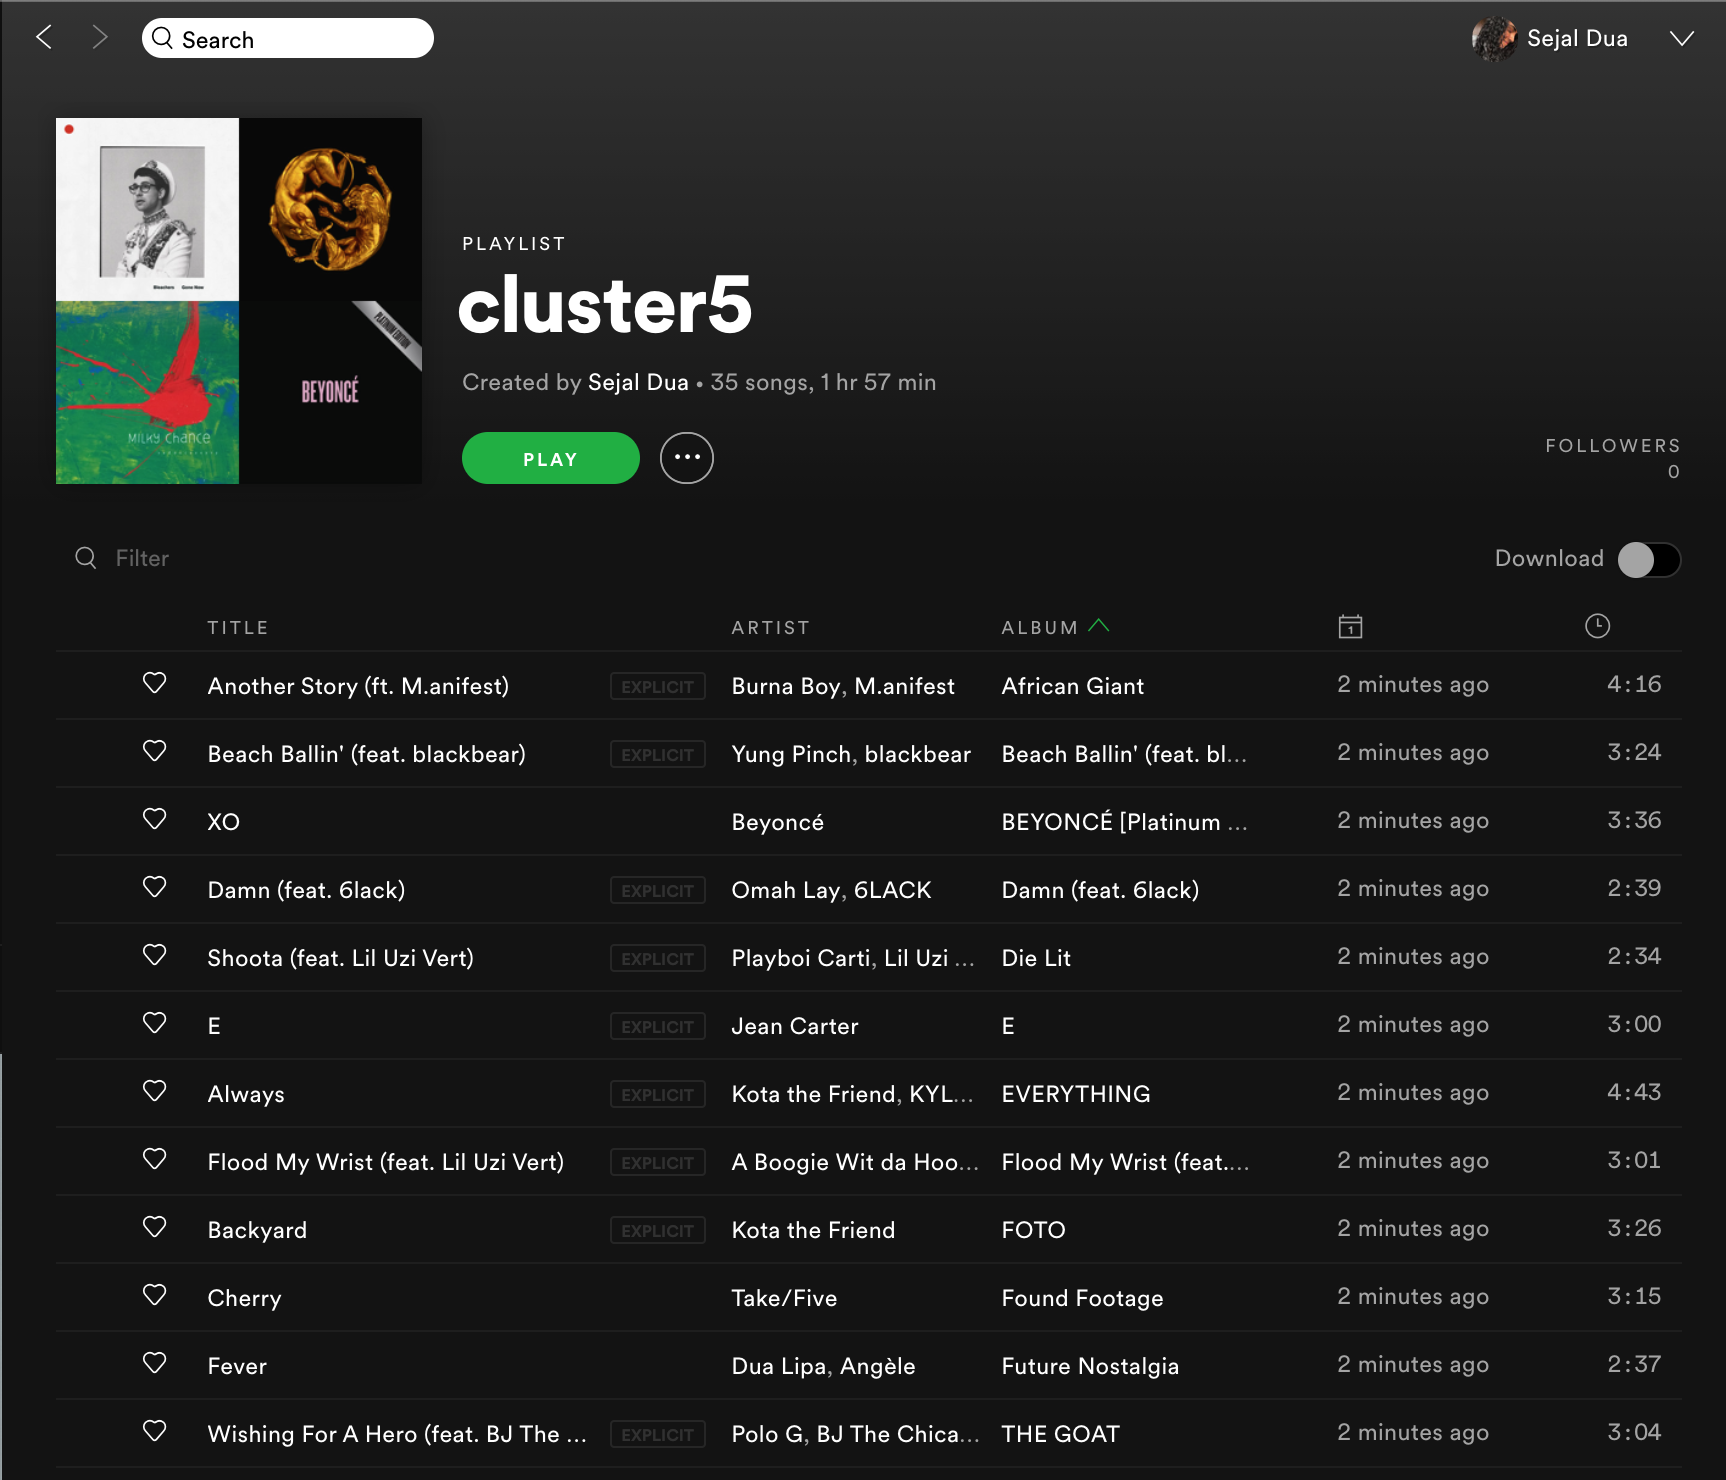 Search
Sejal Dua
Bleachers Gone Now
PLATINUM EDITION
MILKY Chance
BEYONCÉ
PLAYLIST
cluster5
Created by Sejal Dua • 35 songs, 1 hr 57 min
PLAY
FOLLOWERS
0
Filter
Download
TITLE ARTIST ALBUM 1
Another Story (ft. M.anifest) EXPLICIT Burna Boy, M.anifest African Giant 2 minutes ago 4:16
Beach Ballin' (feat. blackbear) EXPLICIT Yung Pinch, blackbear Beach Ballin' (feat. bl... 2 minutes ago 3:24
XO Beyoncé BEYONCÉ [Platinum ... 2 minutes ago 3:36
Damn (feat. 6lack) EXPLICIT Omah Lay, 6LACK Damn (feat. 6lack) 2 minutes ago 2:39
Shoota (feat. Lil Uzi Vert) EXPLICIT Playboi Carti, Lil Uzi ... Die Lit 2 minutes ago 2:34
E EXPLICIT Jean Carter E 2 minutes ago 3:00
Always EXPLICIT Kota the Friend, KYL... EVERYTHING 2 minutes ago 4:43
Flood My Wrist (feat. Lil Uzi Vert) EXPLICIT A Boogie Wit da Hoo... Flood My Wrist (feat.... 2 minutes ago 3:01
Backyard EXPLICIT Kota the Friend FOTO 2 minutes ago 3:26
Cherry Take/Five Found Footage 2 minutes ago 3:15
Fever Dua Lipa, Angèle Future Nostalgia 2 minutes ago 2:37
Wishing For A Hero (feat. BJ The ... EXPLICIT Polo G, BJ The Chica... THE GOAT 2 minutes ago 3:04